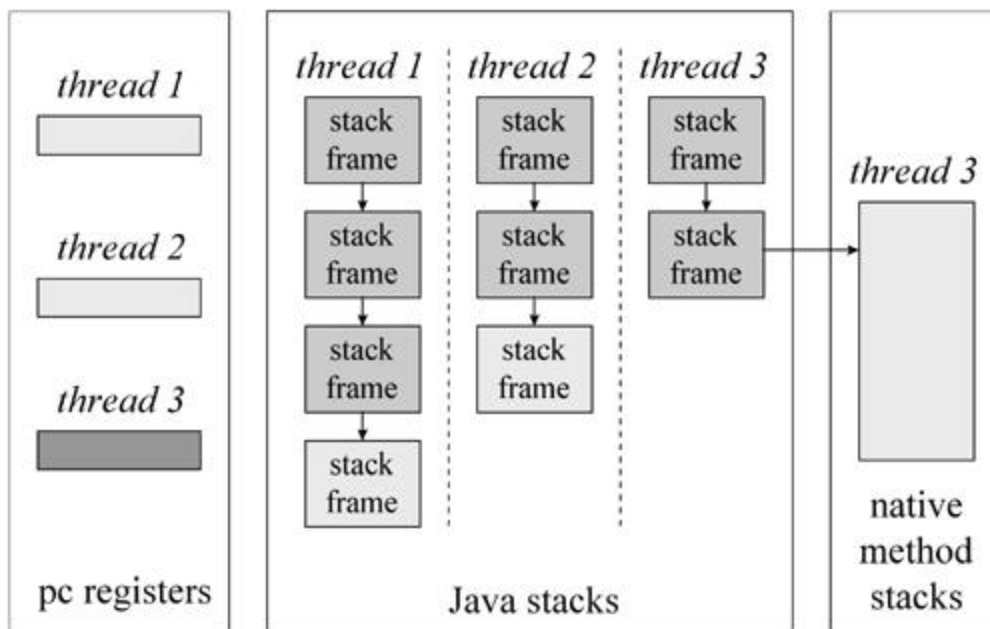 thread 1
thread 2
thread 3
pc registers
thread 1
stack
frame
stack
frame
stack
frame
stack
frame
thread 2
stack
frame
stack
frame
stack
frame
thread 3
stack
frame
stack
frame
Java stacks
thread 3
native
method
stacks